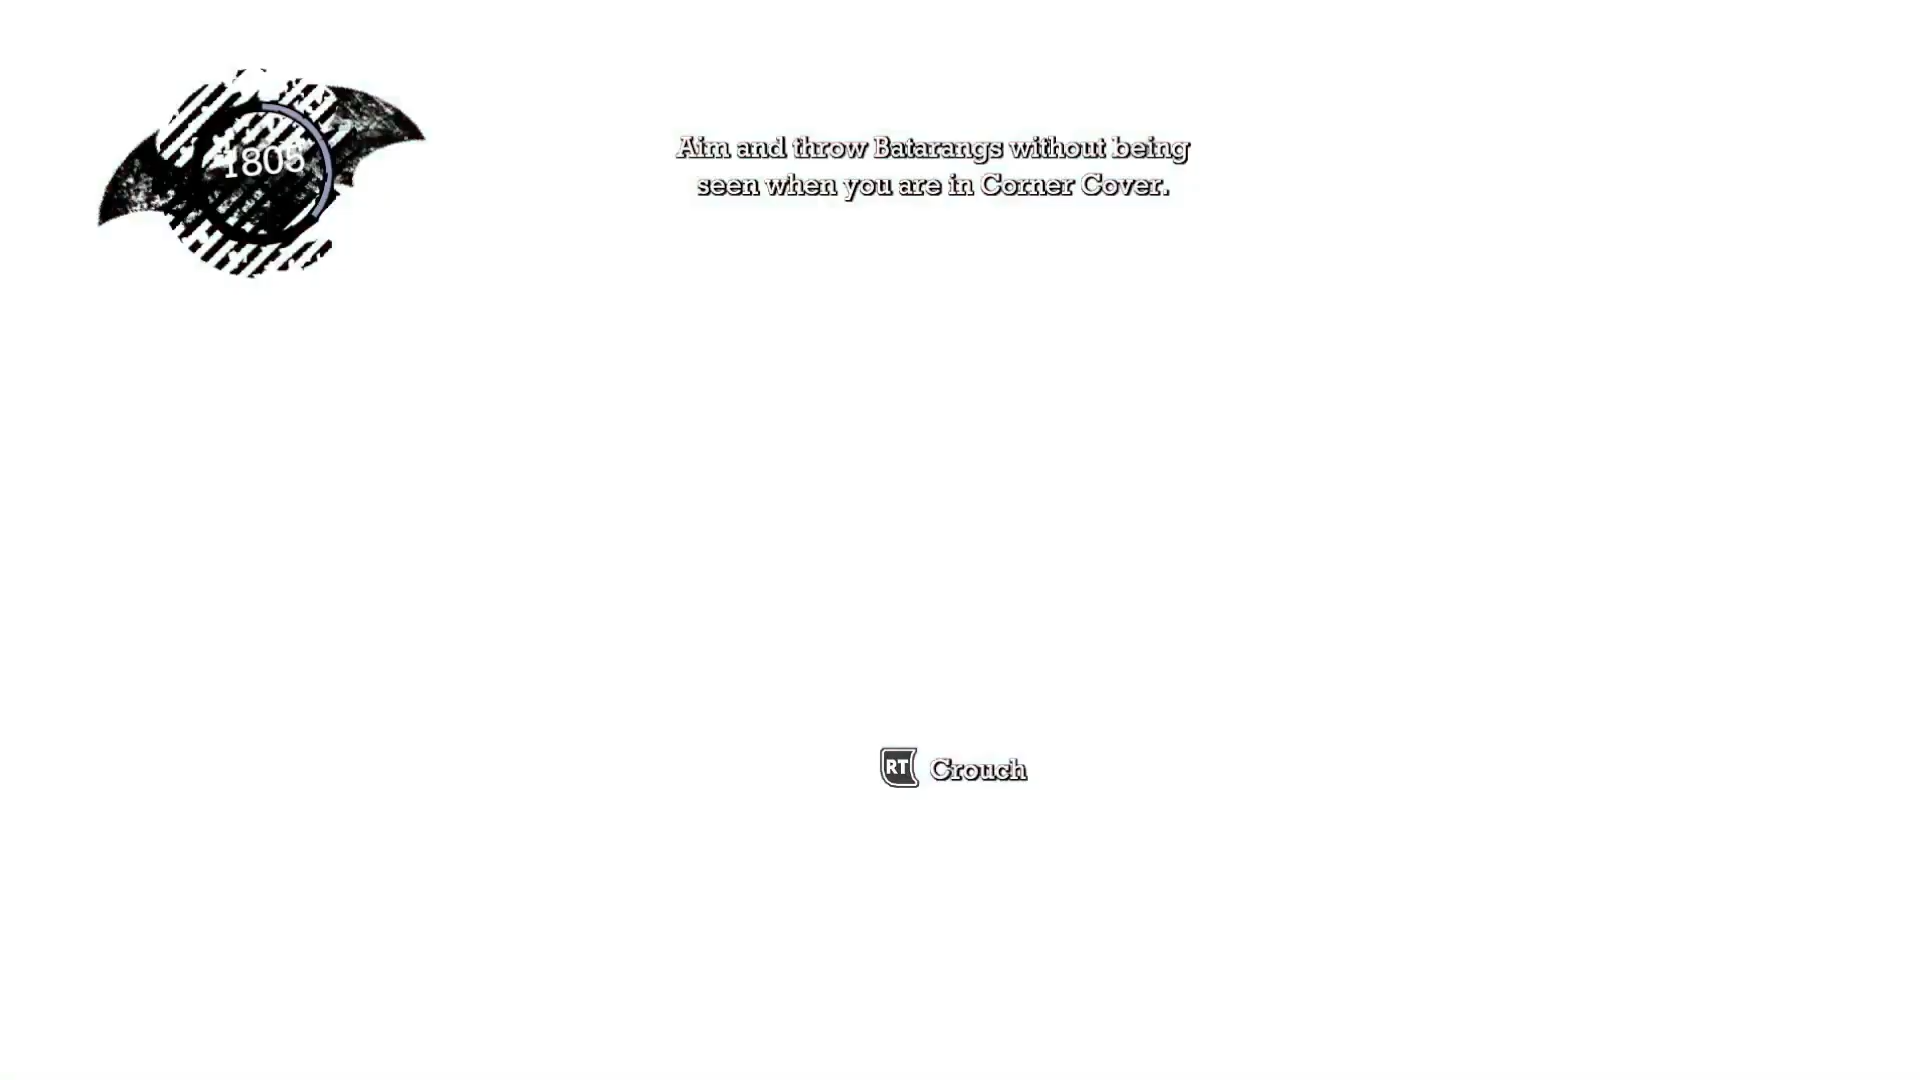 1805
Aim and throw Batarangs without being
seen when you are in Corner Cover.
RT Crouch